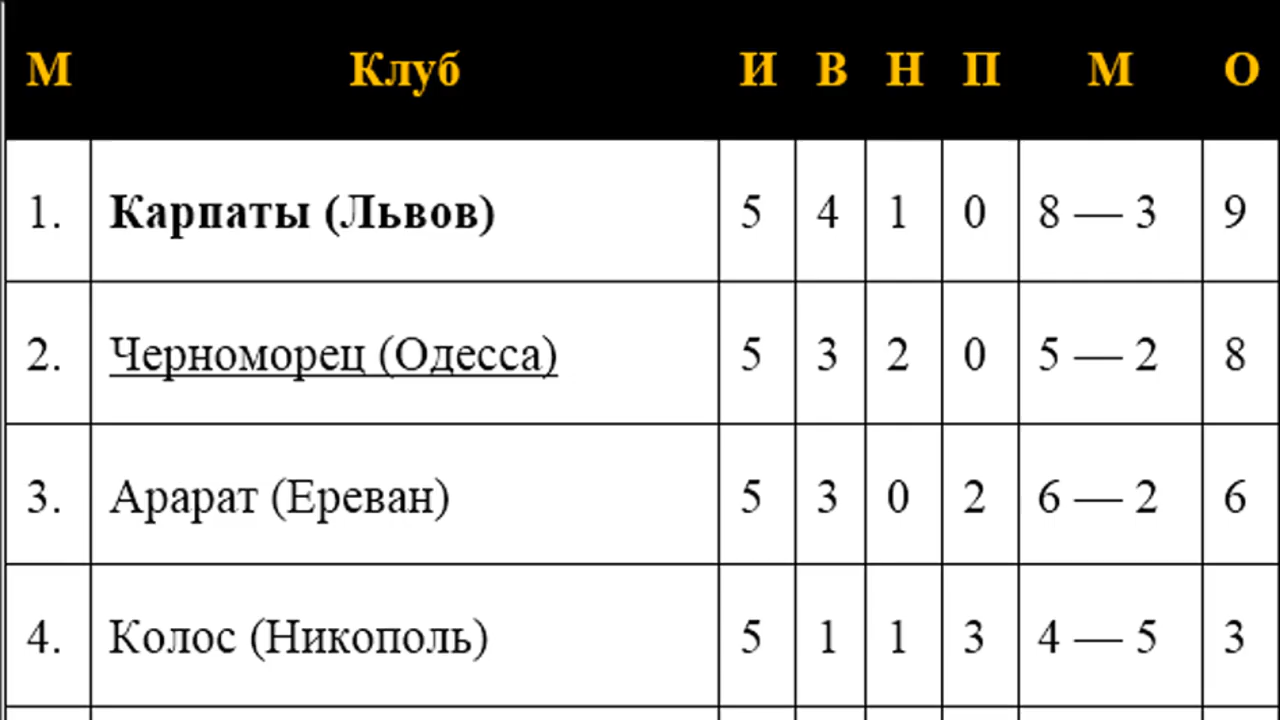 М Клуб И В Н П М О
1. Карпаты (Львов) 5 4 1 0 8 — 3 9
2. Черноморец (Одесса) 5 3 2 0 5 — 2 8
3. Арарат (Ереван) 5 3 0 2 6 — 2 6
4. Колос (Никополь) 5 1 1 3 4 — 5 3